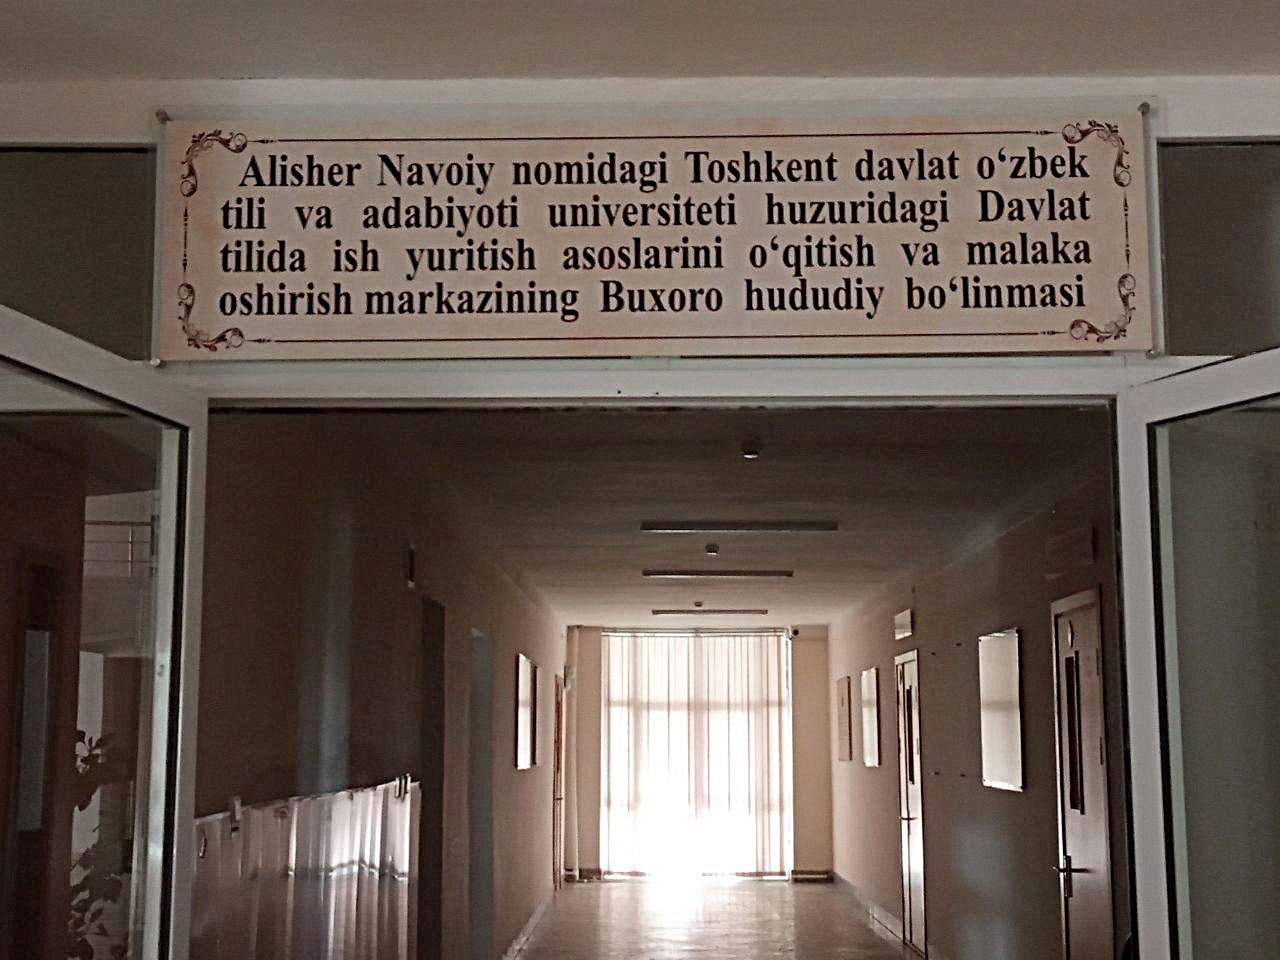 Alisher Navoiy nomidagi Toshkent davlat o‘zbek
tili va adabiyoti universiteti huzuridagi Davlat
tilida ish yuritish asoslarini o‘qitish va malaka
oshirish markazining Buxoro hududiy bo‘linmasi